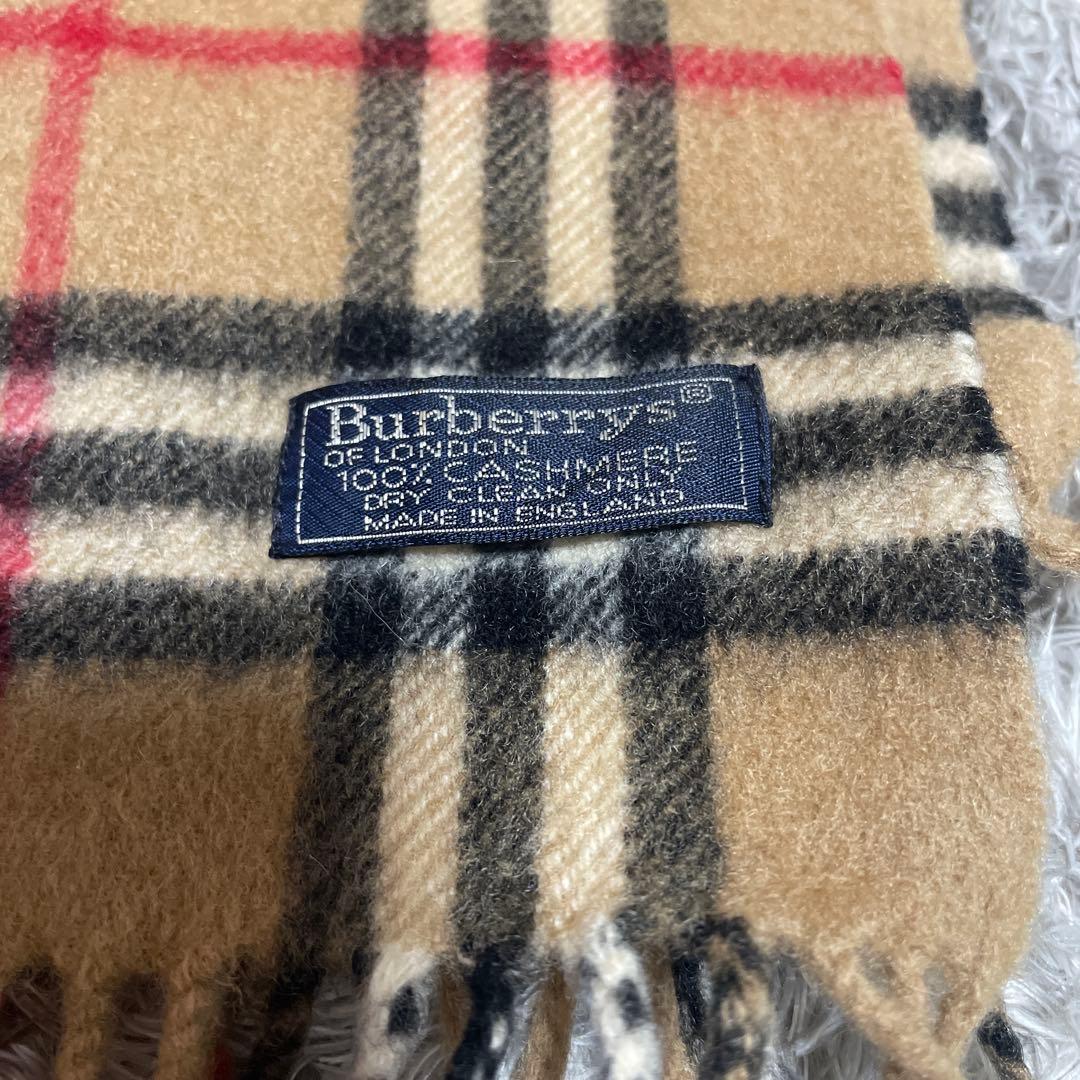 Burberrys®
OF LONDON
100% CASHMERE
DRY CLEAN ONLY
MADE IN ENGLAND